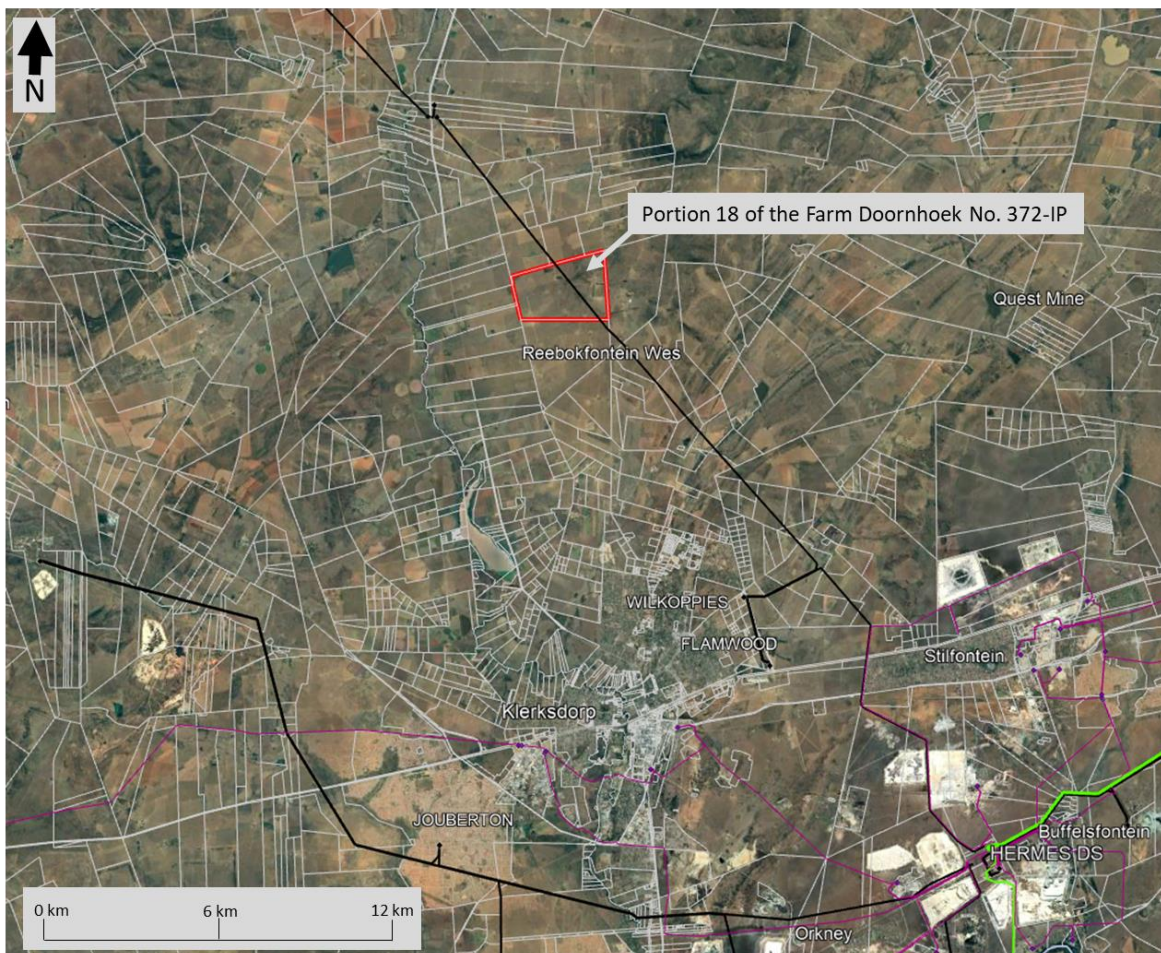 N
Portion 18 of the Farm Doornhoek No. 372-IP
Quest Mine
Reebokfontein Wes
WILKOPPIES
FLAMWOOD
Stilfontein
Klerksdorp
JOUBERTON
Buffelsfontein
HERMES DS
Orkney
0 km 6 km 12 km